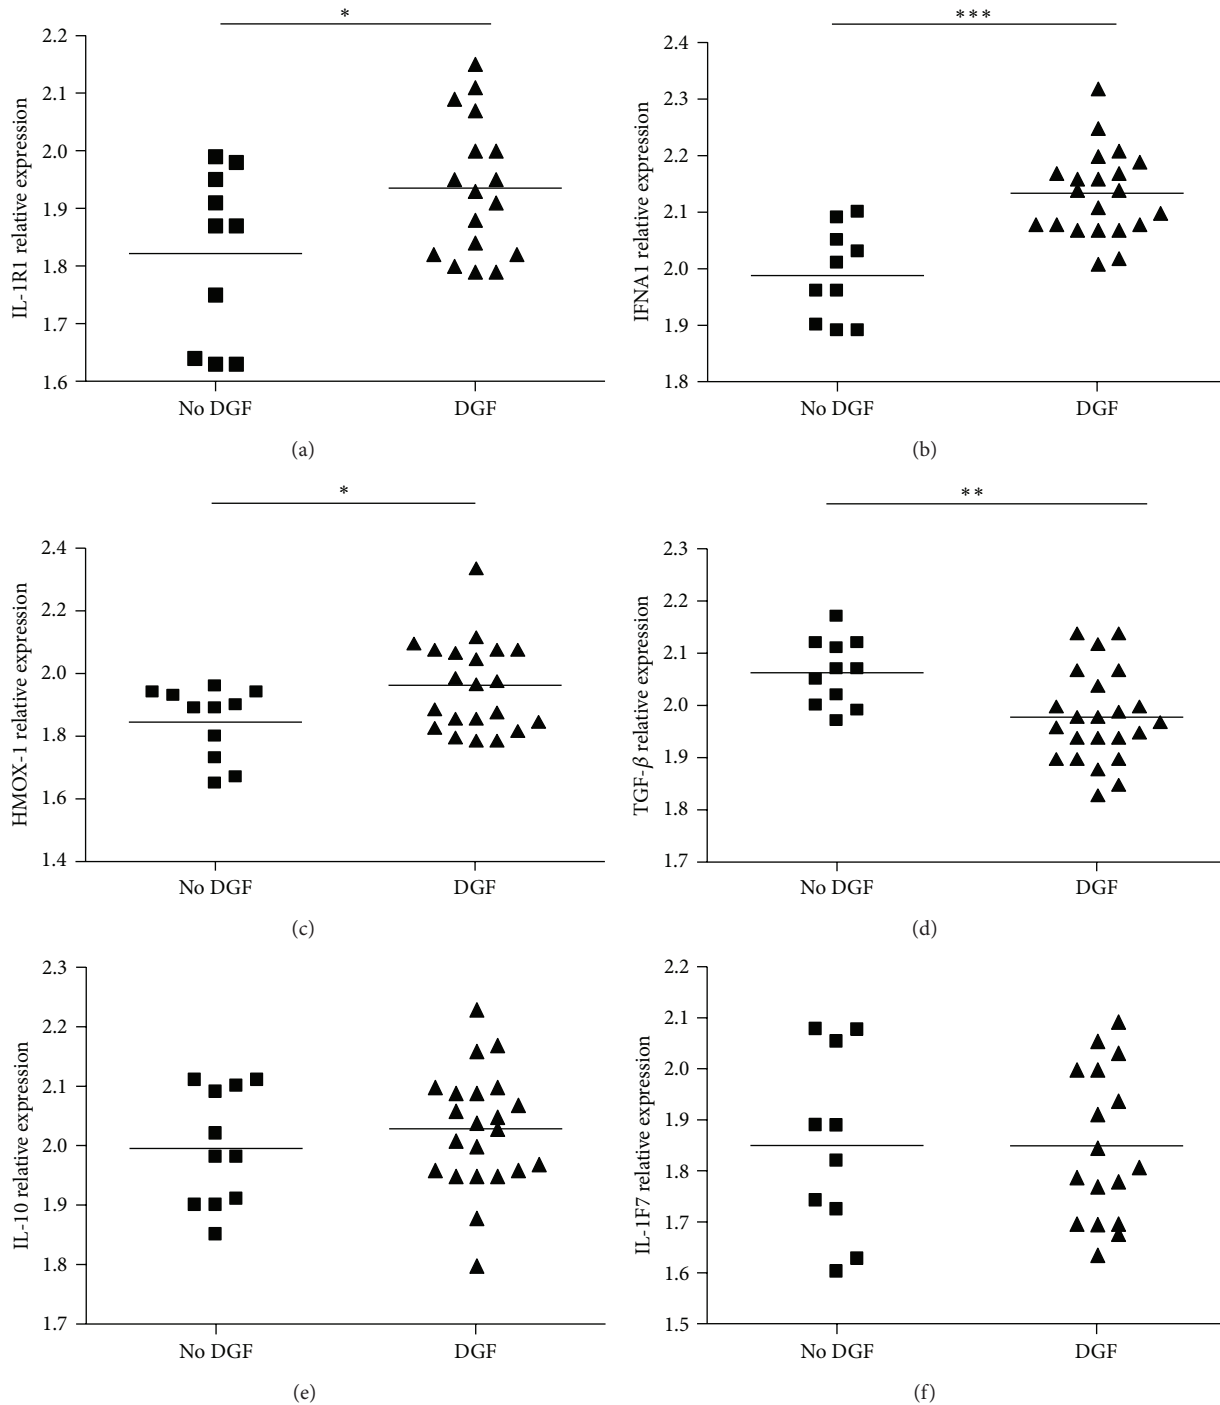 *
2.2
2.1
2.0
1.9
1.8
1.7
1.6
IL-1R1 relative expression
No DGF DGF
(a)
***
2.4
2.3
2.2
2.1
2.0
1.9
1.8
IFNA1 relative expression
No DGF DGF
(b)
*
2.4
2.2
2.0
1.8
1.6
1.4
HMOX-1 relative expression
No DGF DGF
(c)
**
2.3
2.2
2.1
2.0
1.9
1.8
1.7
TGF-β relative expression
No DGF DGF
(d)
2.3
2.2
2.1
2.0
1.9
1.8
1.7
IL-10 relative expression
No DGF DGF
(e)
2.2
2.1
2.0
1.9
1.8
1.7
1.6
1.5
IL-1F7 relative expression
No DGF DGF
(f)